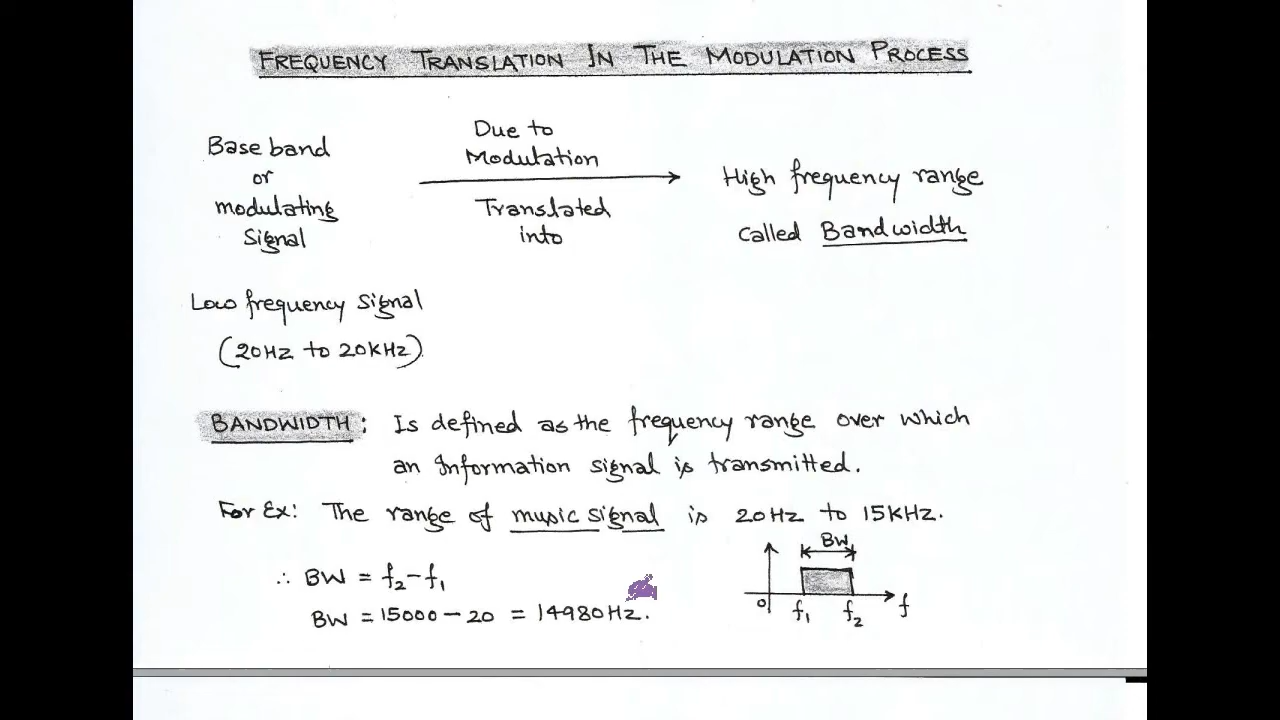 FREQUENCY TRANSLATION IN THE MODULATION PROCESS
Base band
or
modulating
Signal
Due to
Modulation
Translated
into
High frequency range
called Bandwidth
Low frequency signal
(20Hz to 20KHz)
BANDWIDTH: Is defined as the frequency range over which
an Information signal is transmitted.
For Ex: The range of music signal is 20Hz to 15KHz.
∴ BW = f₂ - f₁
BW = 15000 - 20 = 14980Hz.
BW
0 f₁ f₂ f